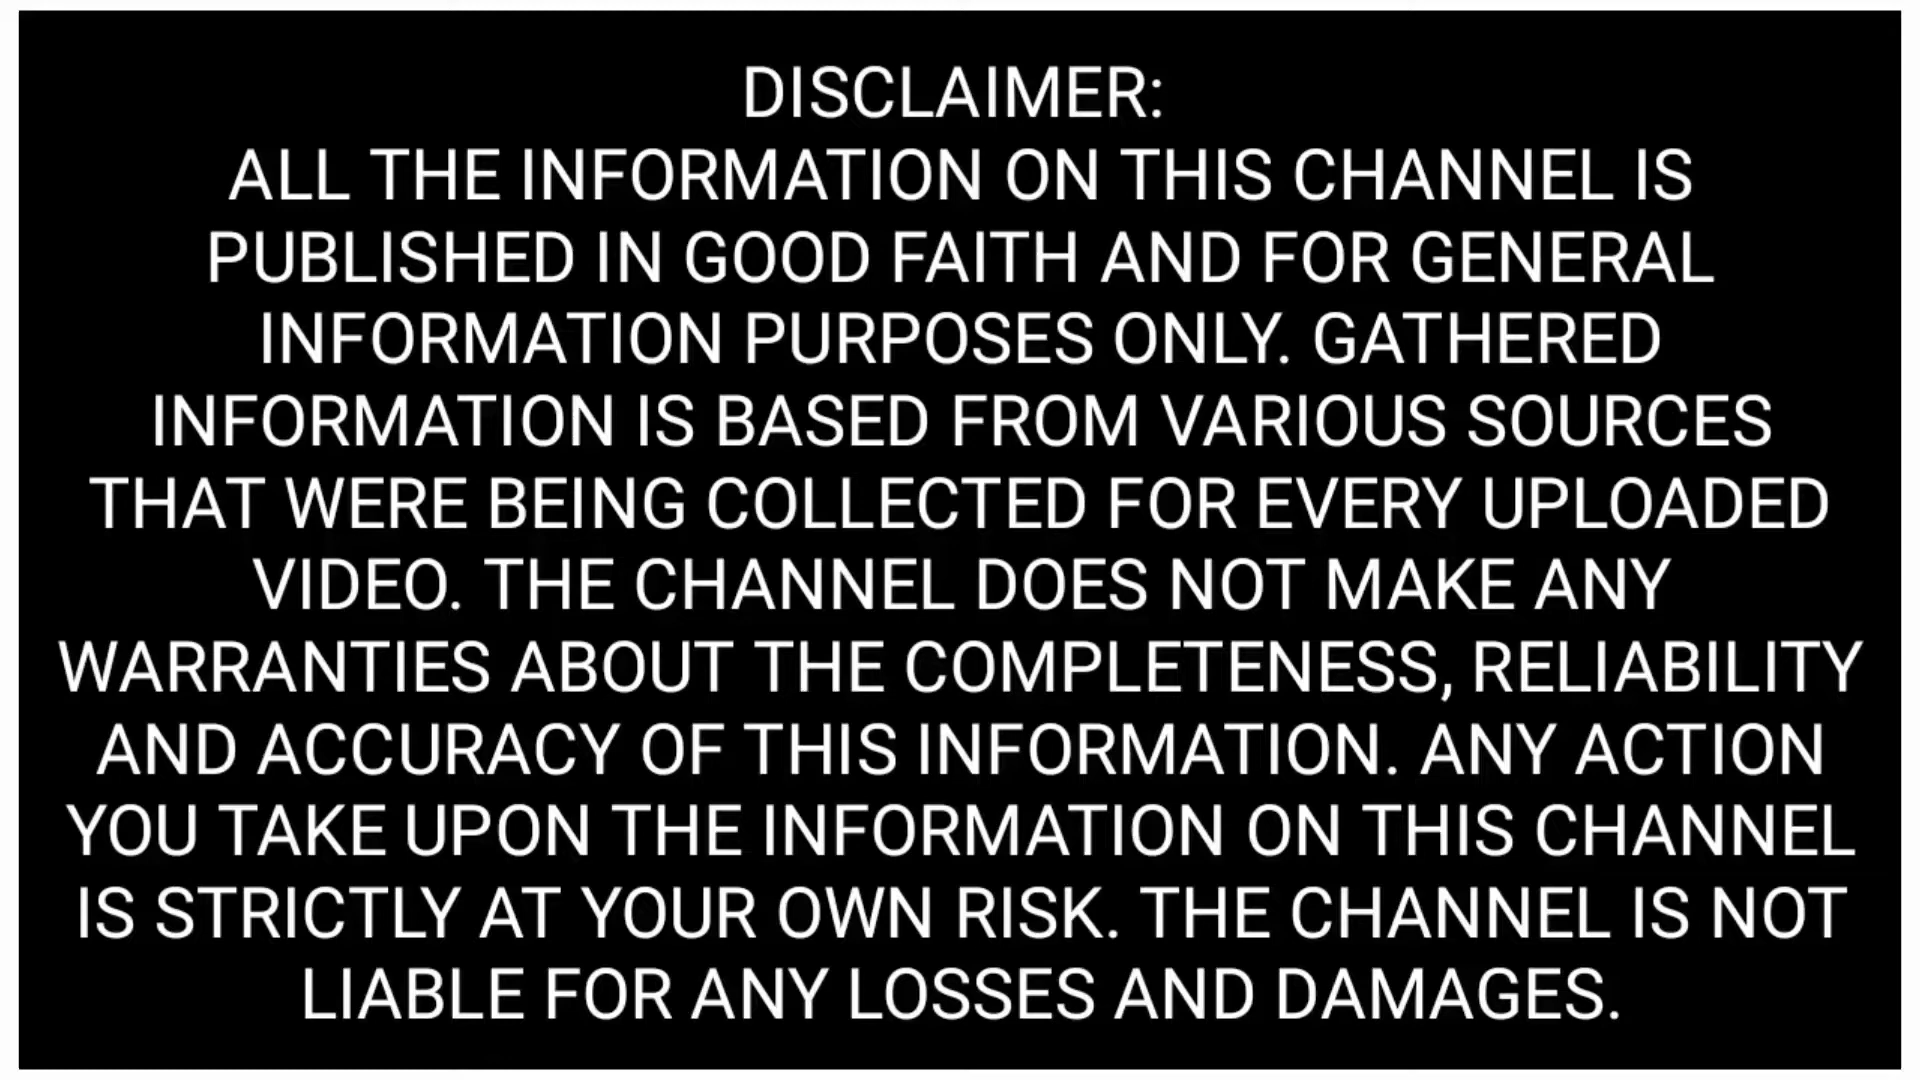 DISCLAIMER:
ALL THE INFORMATION ON THIS CHANNEL IS
PUBLISHED IN GOOD FAITH AND FOR GENERAL
INFORMATION PURPOSES ONLY. GATHERED
INFORMATION IS BASED FROM VARIOUS SOURCES
THAT WERE BEING COLLECTED FOR EVERY UPLOADED
VIDEO. THE CHANNEL DOES NOT MAKE ANY
WARRANTIES ABOUT THE COMPLETENESS, RELIABILITY
AND ACCURACY OF THIS INFORMATION. ANY ACTION
YOU TAKE UPON THE INFORMATION ON THIS CHANNEL
IS STRICTLY AT YOUR OWN RISK. THE CHANNEL IS NOT
LIABLE FOR ANY LOSSES AND DAMAGES.